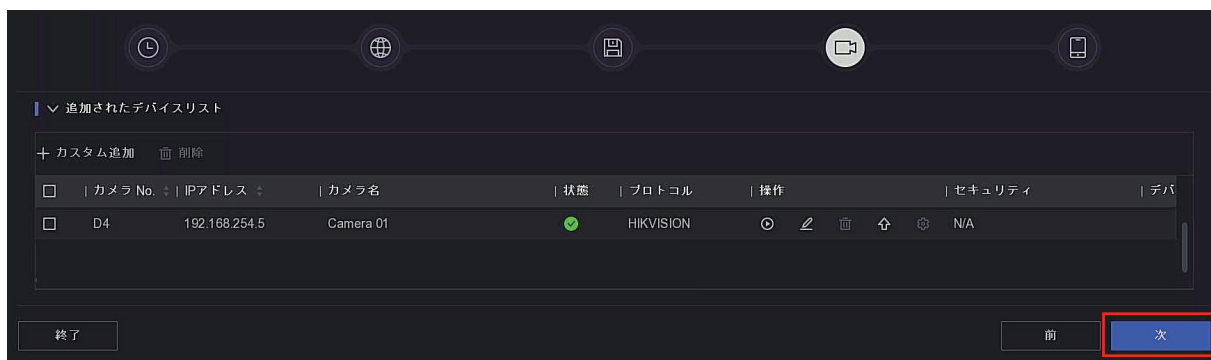 追加されたデバイスリスト
カスタム追加 削除
カメラ No. IPアドレス カメラ名 状態 プロトコル 操作 セキュリティ デバ
D4 192.168.254.5 Camera 01 HIKVISION N/A
終了 前 次